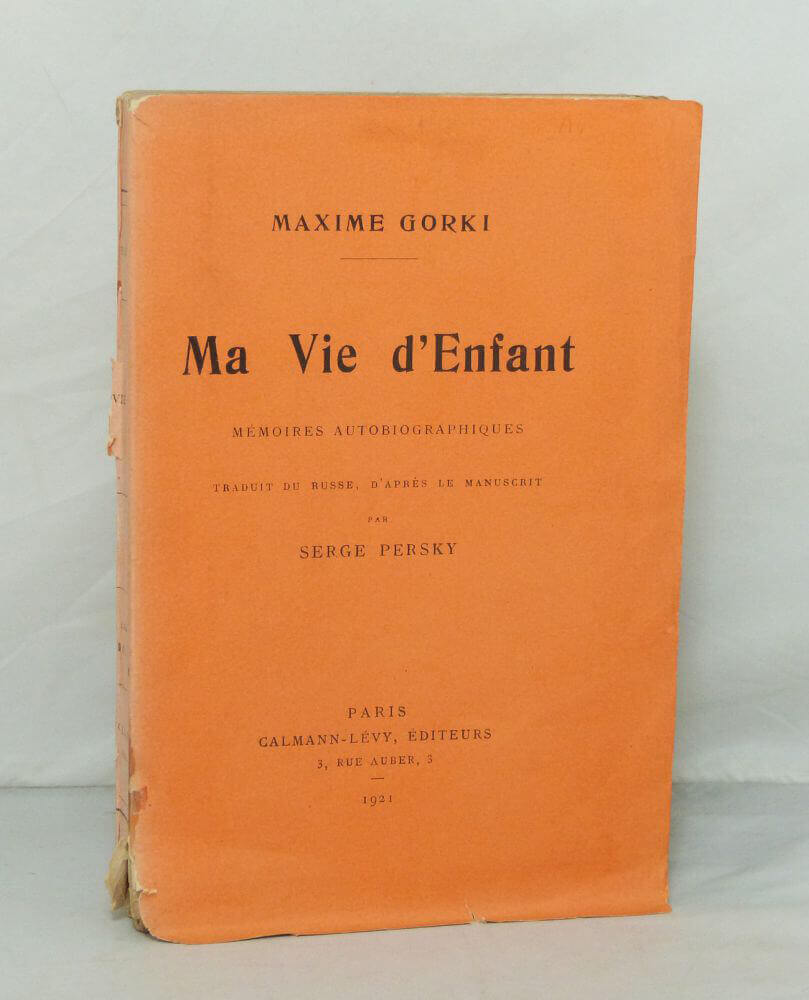 MAXIME GORKI
Ma Vie d'Enfant
MÉMOIRES AUTOBIOGRAPHIQUES
TRADUIT DU RUSSE, D'APRÈS LE MANUSCRIT
PAR
SERGE PERSKY
PARIS
CALMANN-LÉVY, ÉDITEURS
3, RUE AUBER, 3
1921